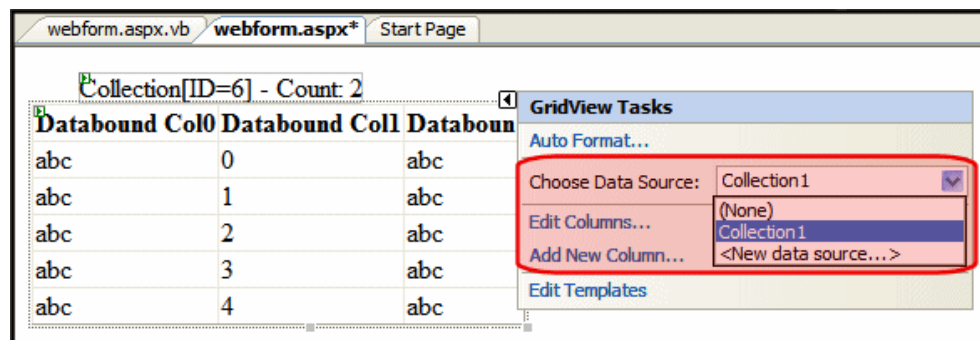 webform.aspx.vb webform.aspx* Start Page
Collection[ID=6] - Count: 2
Databound Col0 Databound Col1 Databoun
abc 0 abc
abc 1 abc
abc 2 abc
abc 3 abc
abc 4 abc
GridView Tasks
Auto Format...
Choose Data Source: Collection1
(None)
Collection1
<New data source...>
Edit Columns...
Add New Column...
Edit Templates